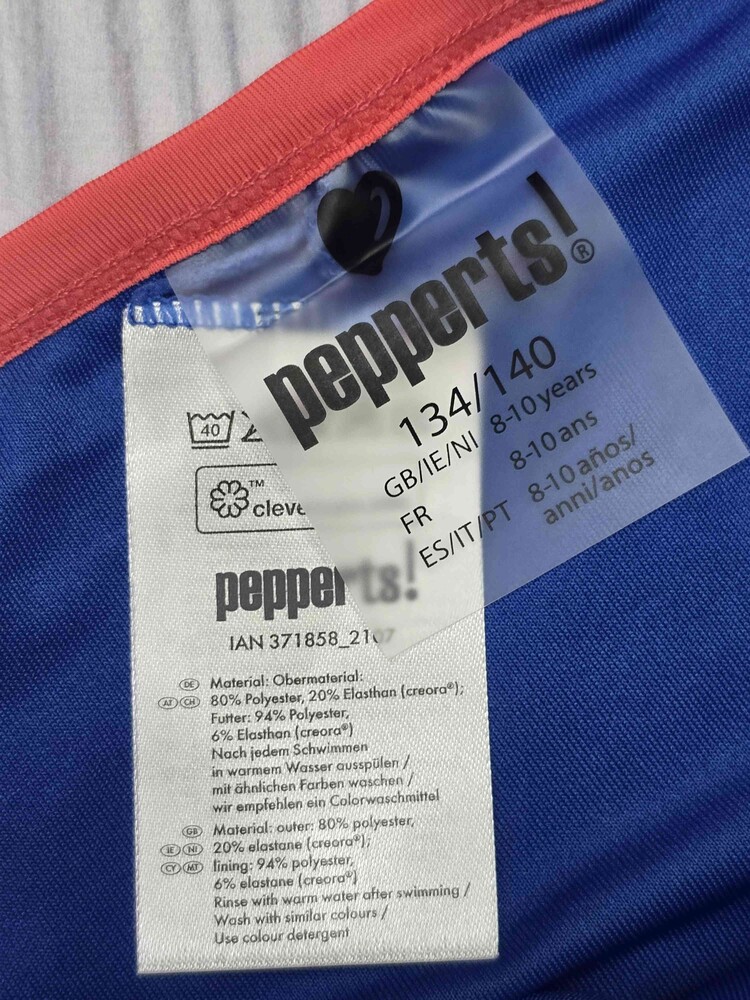 pepperts!®
134/140
GB/IE/NI 8-10 years
FR 8-10 ans
ES/IT/PT 8-10 años/
anni/anos
40
™
pepperts!
IAN 371858_2107
DE Material: Obermaterial:
AT CH 80% Polyester, 20% Elasthan (creora®);
Futter: 94% Polyester,
6% Elasthan (creora®)
Nach jedem Schwimmen
in warmem Wasser ausspülen /
mit ähnlichen Farben waschen /
wir empfehlen ein Colorwaschmittel
GB Material: outer: 80% polyester,
IE NI 20% elastane (creora®);
CY MT lining: 94% polyester,
6% elastane (creora®)
Rinse with warm water after swimming /
Wash with similar colours /
Use colour detergent